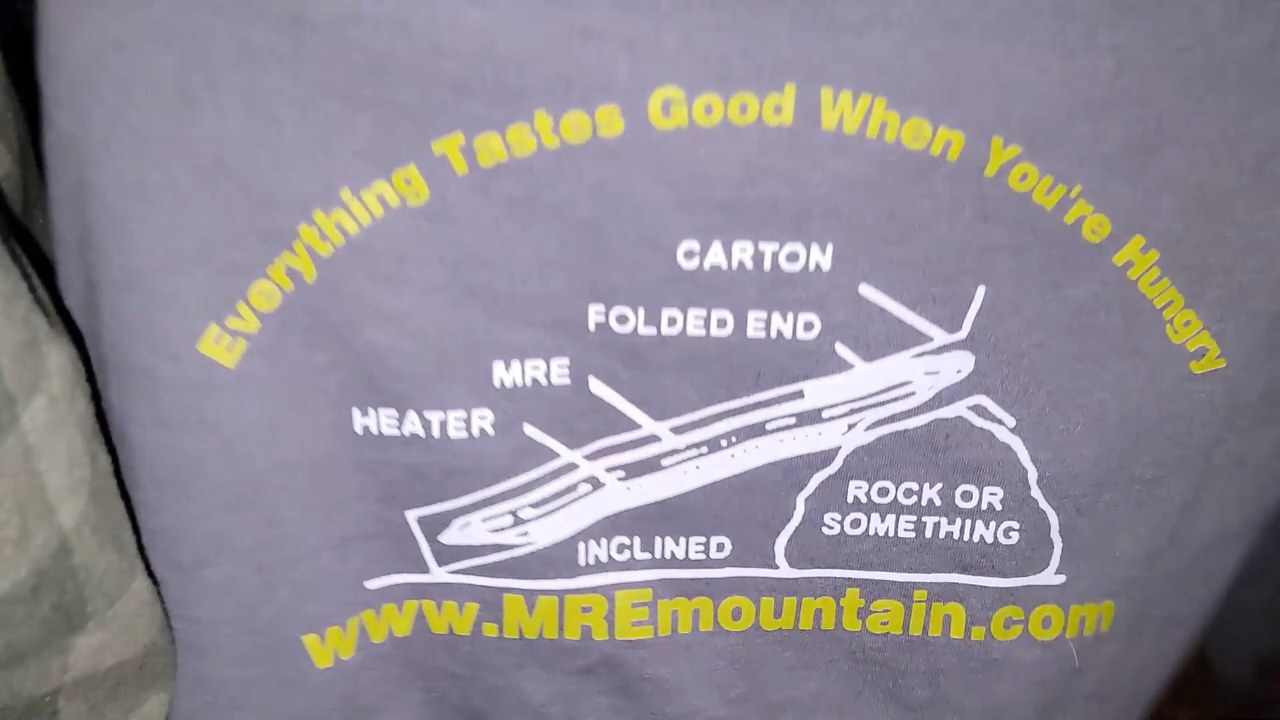 Everything Tastes Good When You're Hungry
CARTON
FOLDED END
MRE
HEATER
ROCK OR
SOMETHING
INCLINED
www.MREmountain.com